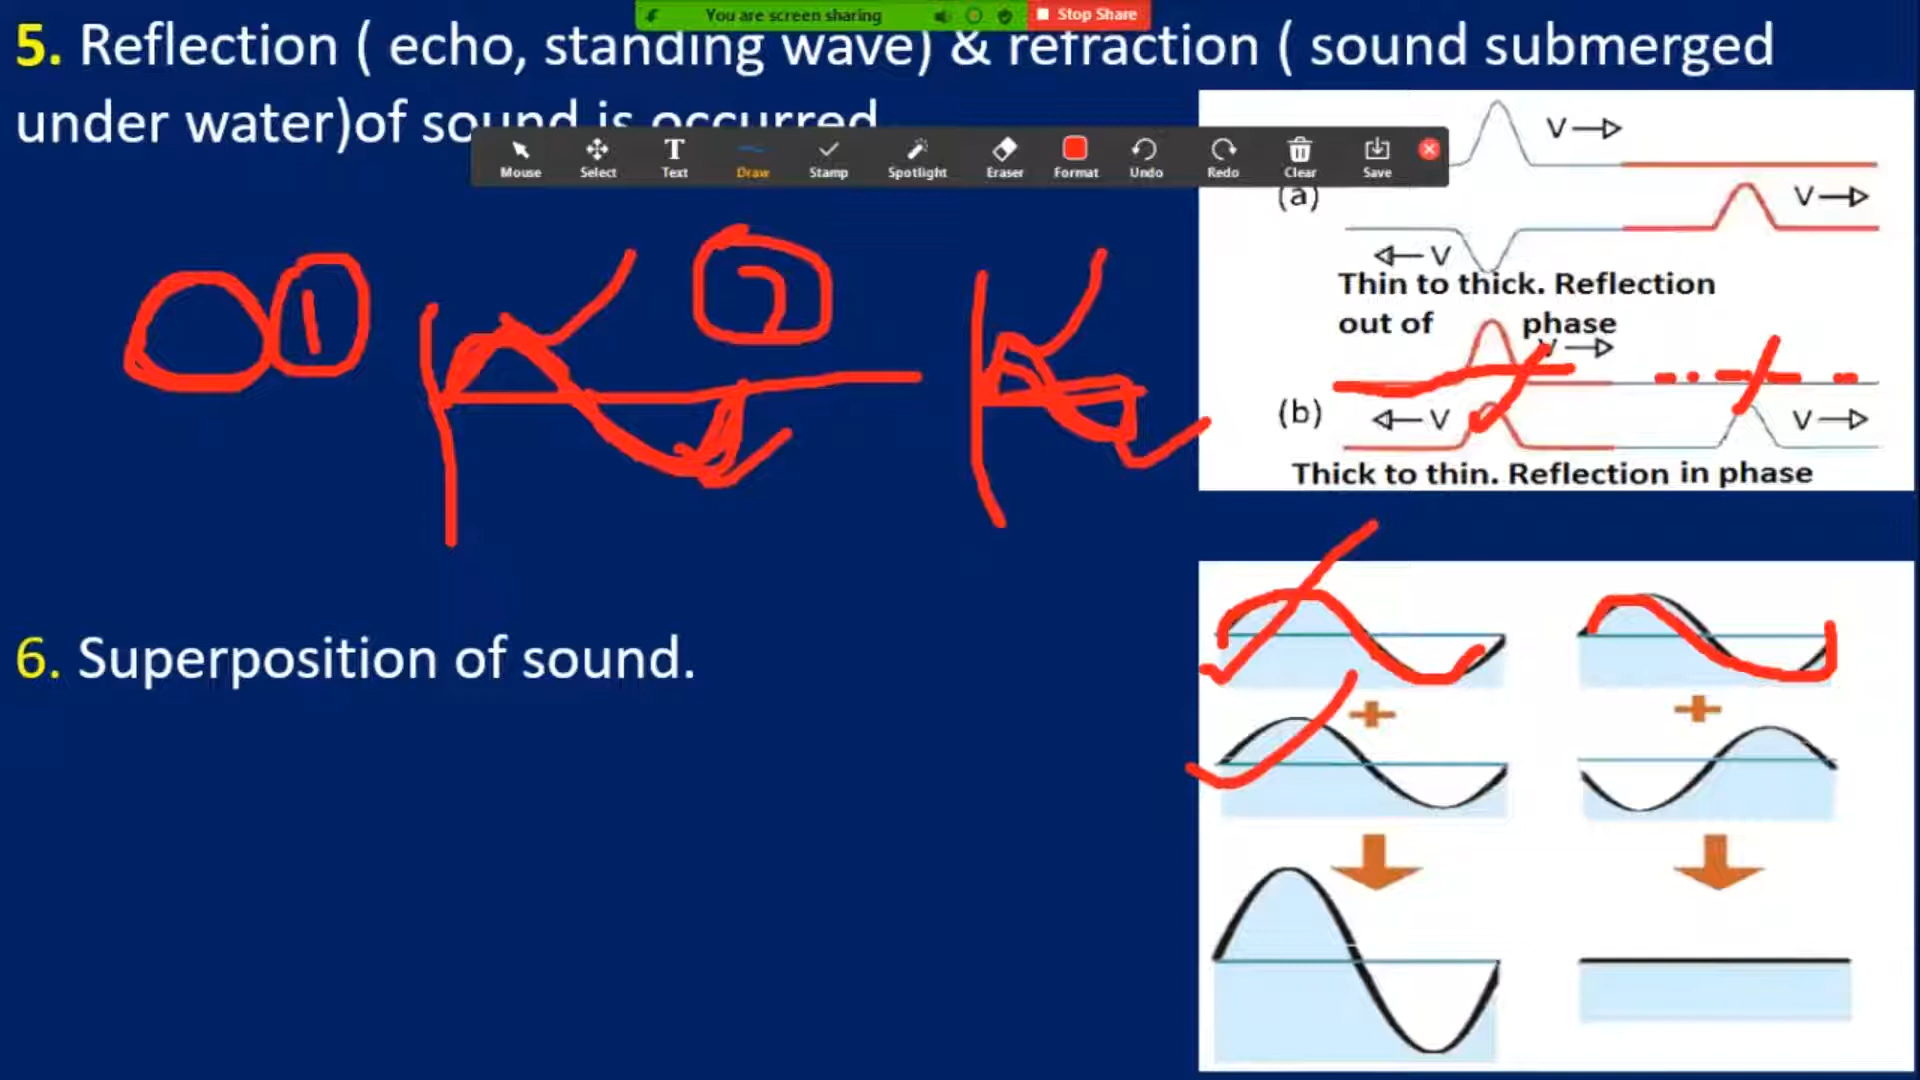 You are screen sharing
Stop Share
5. Reflection ( echo, standing wave) & refraction ( sound submerged
under water)of sound is occurred
Mouse
Select
Text
Draw
Stamp
Spotlight
Eraser
Format
Undo
Redo
Clear
Save
V
(a)
V
V
Thin to thick. Reflection
out of phase
V
(b)
V
V
Thick to thin. Reflection in phase
1
2
6. Superposition of sound.